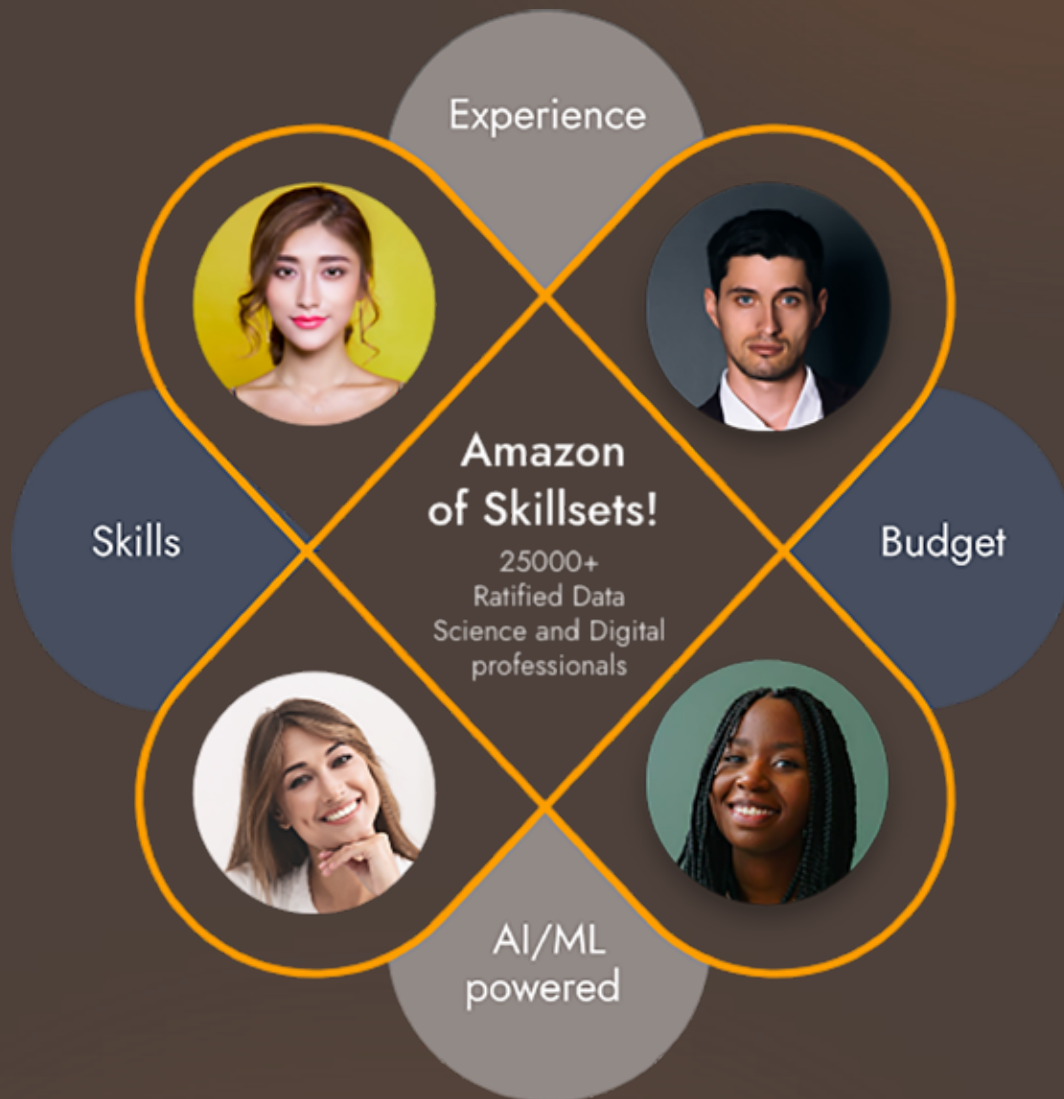 Experience
Amazon
of Skillsets!
25000+
Ratified Data
Science and Digital
professionals
Skills
Budget
AI/ML
powered